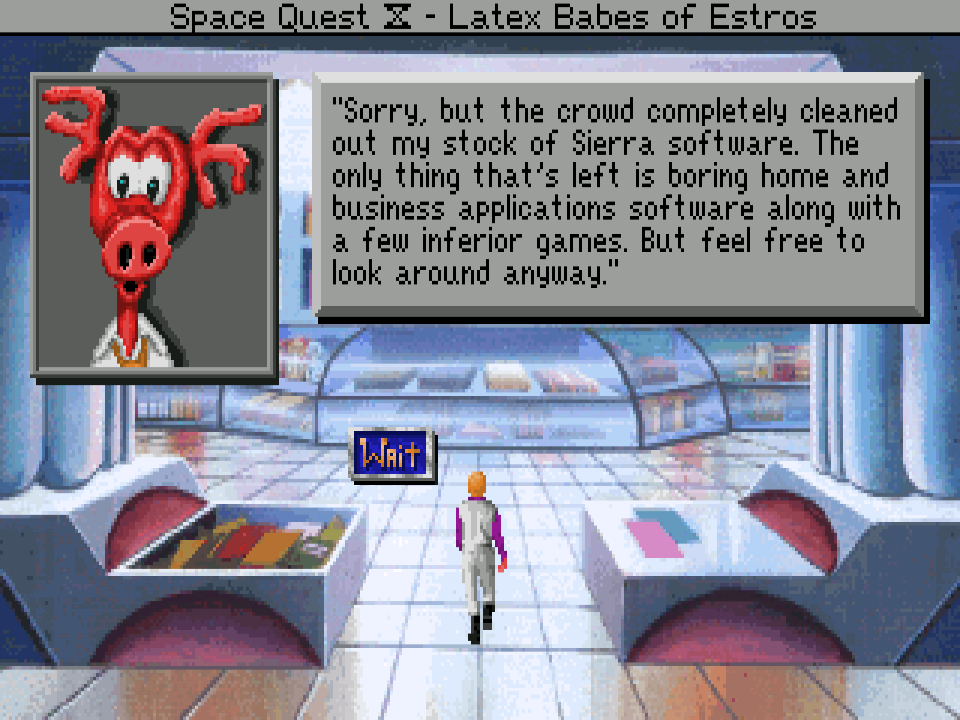 Space Quest X - Latex Babes of Estros
"Sorry, but the crowd completely cleaned
out my stock of Sierra software. The
only thing that's left is boring home and
business applications software along with
a few inferior games. But feel free to
look around anyway."
Wait